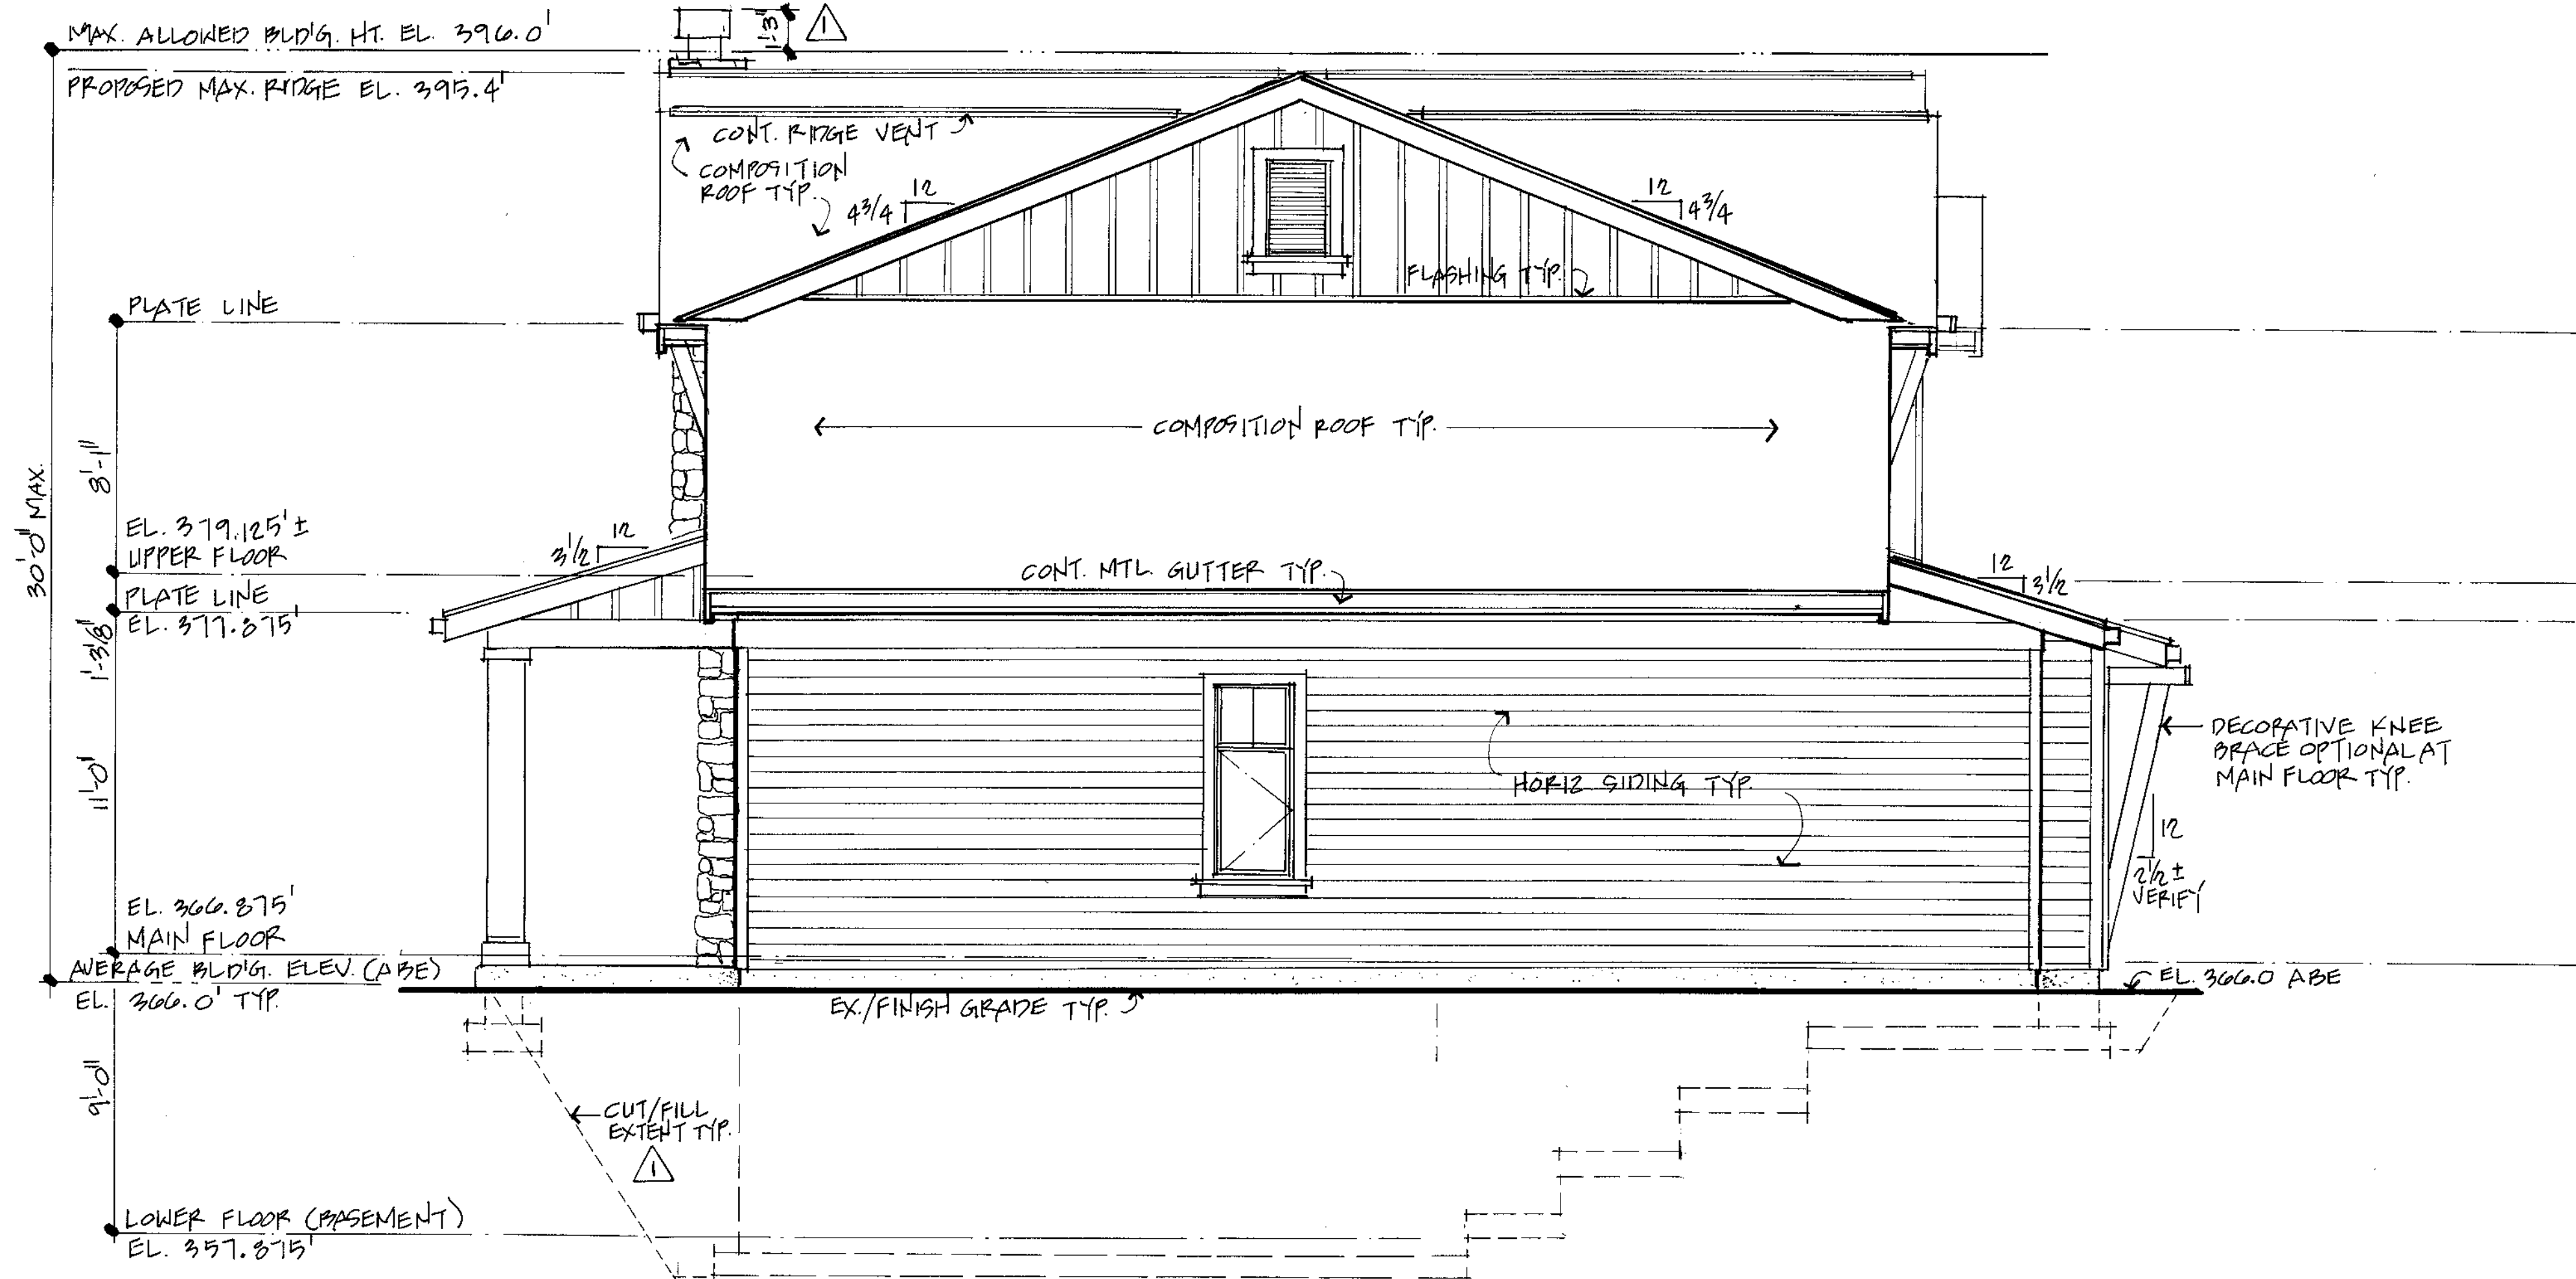 MAX. ALLOWED BLD'G. HT. EL. 396.0'
1'-3"
1
PROPOSED MAX. RIDGE EL. 395.4'
CONT. RIDGE VENT
COMPOSITION
ROOF TYP.
4 3/4
12
12
4 3/4
FLASHING TYP.
PLATE LINE
COMPOSITION ROOF TYP.
8'-11"
30'-0" MAX.
EL. 379.125' ±
UPPER FLOOR
3 1/2
12
CONT. MTL. GUTTER TYP.
12
3 1/2
PLATE LINE
EL. 377.875'
1'-3/8"
11'-0"
DECORATIVE KNEE
BRACE OPTIONAL AT
MAIN FLOOR TYP.
HORIZ SIDING TYP.
12
2 1/2 ±
VERIFY
EL. 366.875'
MAIN FLOOR
AVERAGE BLD'G. ELEV. (ABE)
EL. 366.0' TYP.
EX./FINISH GRADE TYP.
EL. 366.0 ABE
9'-0"
CUT/FILL
EXTENT TYP.
1
LOWER FLOOR (BASEMENT)
EL. 357.875'